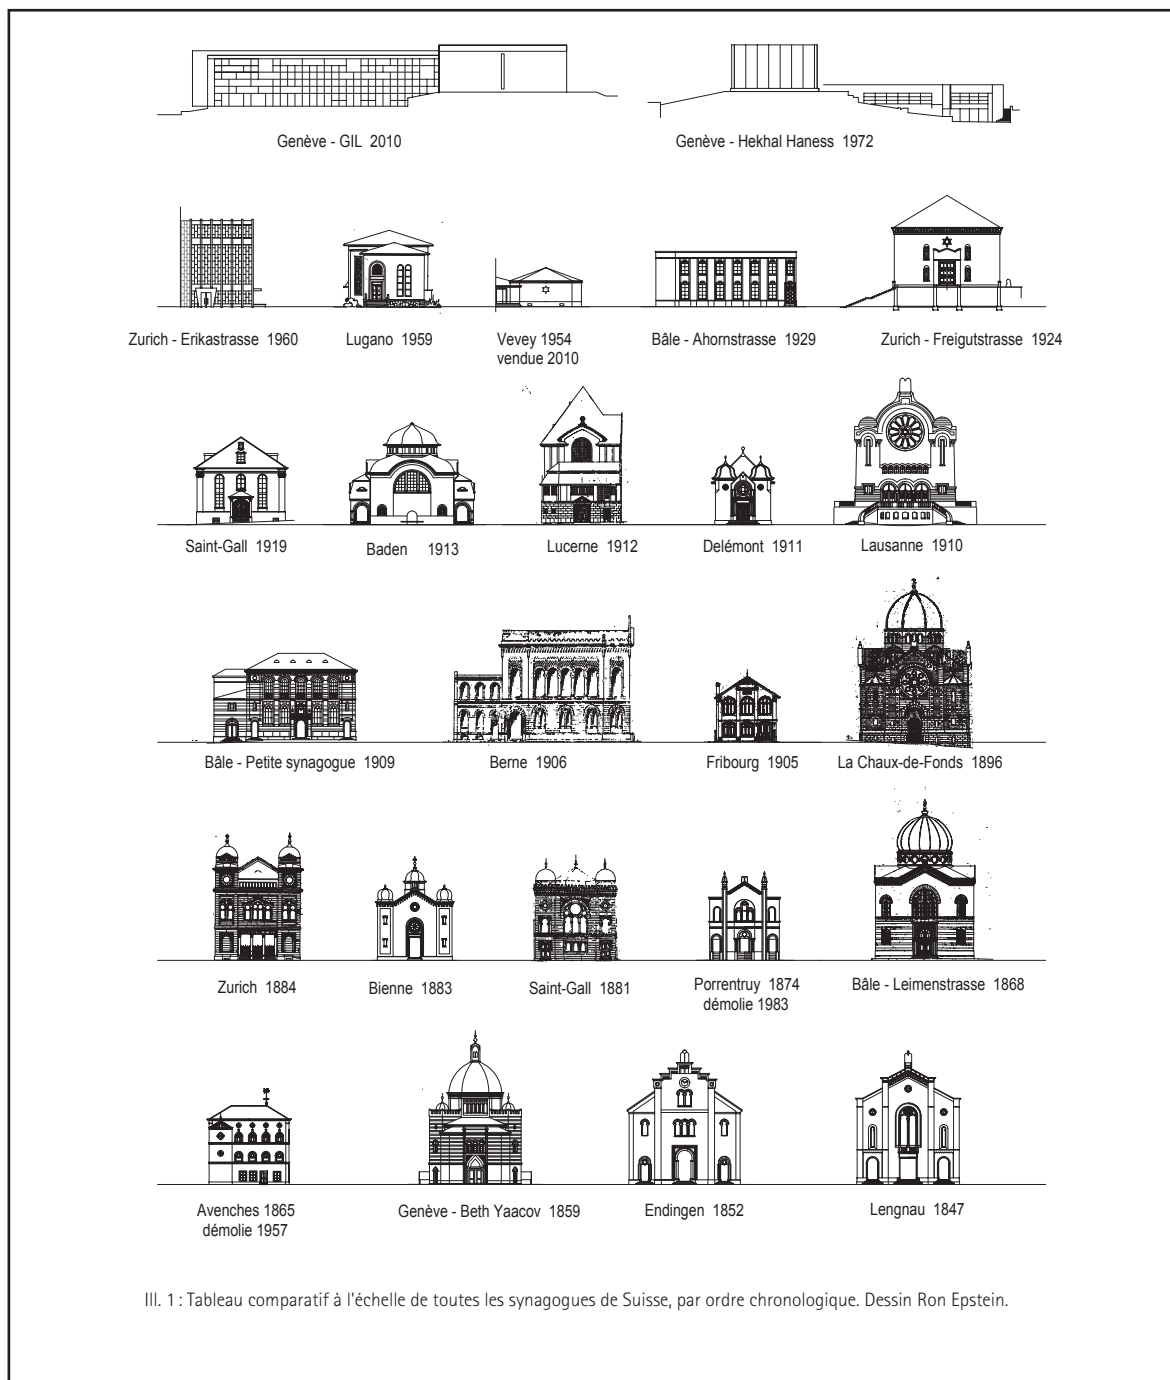 Genève - GIL 2010
Genève - Hekhal Haness 1972
Zurich - Erikastrasse 1960
Lugano 1959
Vevey 1954
vendue 2010
Bâle - Ahornstrasse 1929
Zurich - Freigutstrasse 1924
Saint-Gall 1919
Baden 1913
Lucerne 1912
Delémont 1911
Lausanne 1910
Bâle - Petite synagogue 1909
Berne 1906
Fribourg 1905
La Chaux-de-Fonds 1896
Zurich 1884
Bienne 1883
Saint-Gall 1881
Porrentruy 1874
démolie 1983
Bâle - Leimenstrasse 1868
Avenches 1865
démolie 1957
Genève - Beth Yaacov 1859
Endingen 1852
Lengnau 1847
Ill. 1 : Tableau comparatif à l'échelle de toutes les synagogues de Suisse, par ordre chronologique. Dessin Ron Epstein.